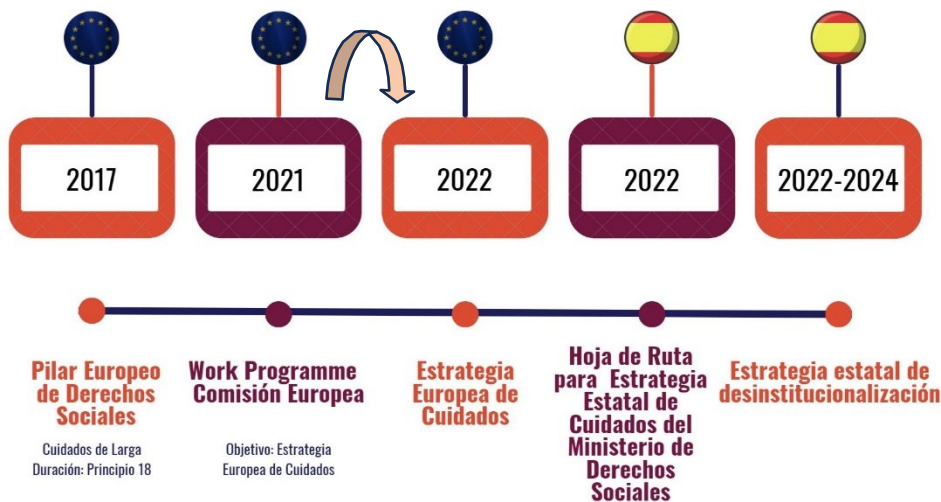 2017
2021
2022
2022
2022-2024
Pilar Europeo
de Derechos
Sociales
Cuidados de Larga
Duración: Principio 18
Work Programme
Comisión Europea
Objetivo: Estrategia
Europea de Cuidados
Estrategia
Europea de
Cuidados
Hoja de Ruta
para Estrategia
Estatal de
Cuidados del
Ministerio de
Derechos
Sociales
Estrategia estatal de
desinstitucionalización